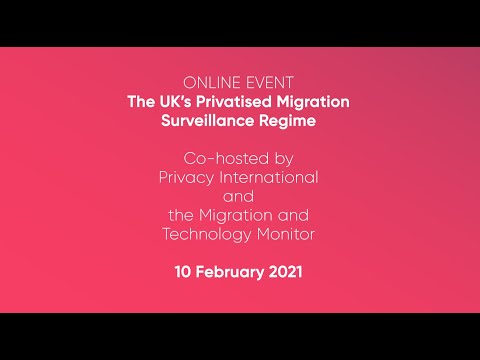 ONLINE EVENT
The UK's Privatised Migration
Surveillance Regime
Co-hosted by
Privacy International
and
the Migration and
Technology Monitor
10 February 2021